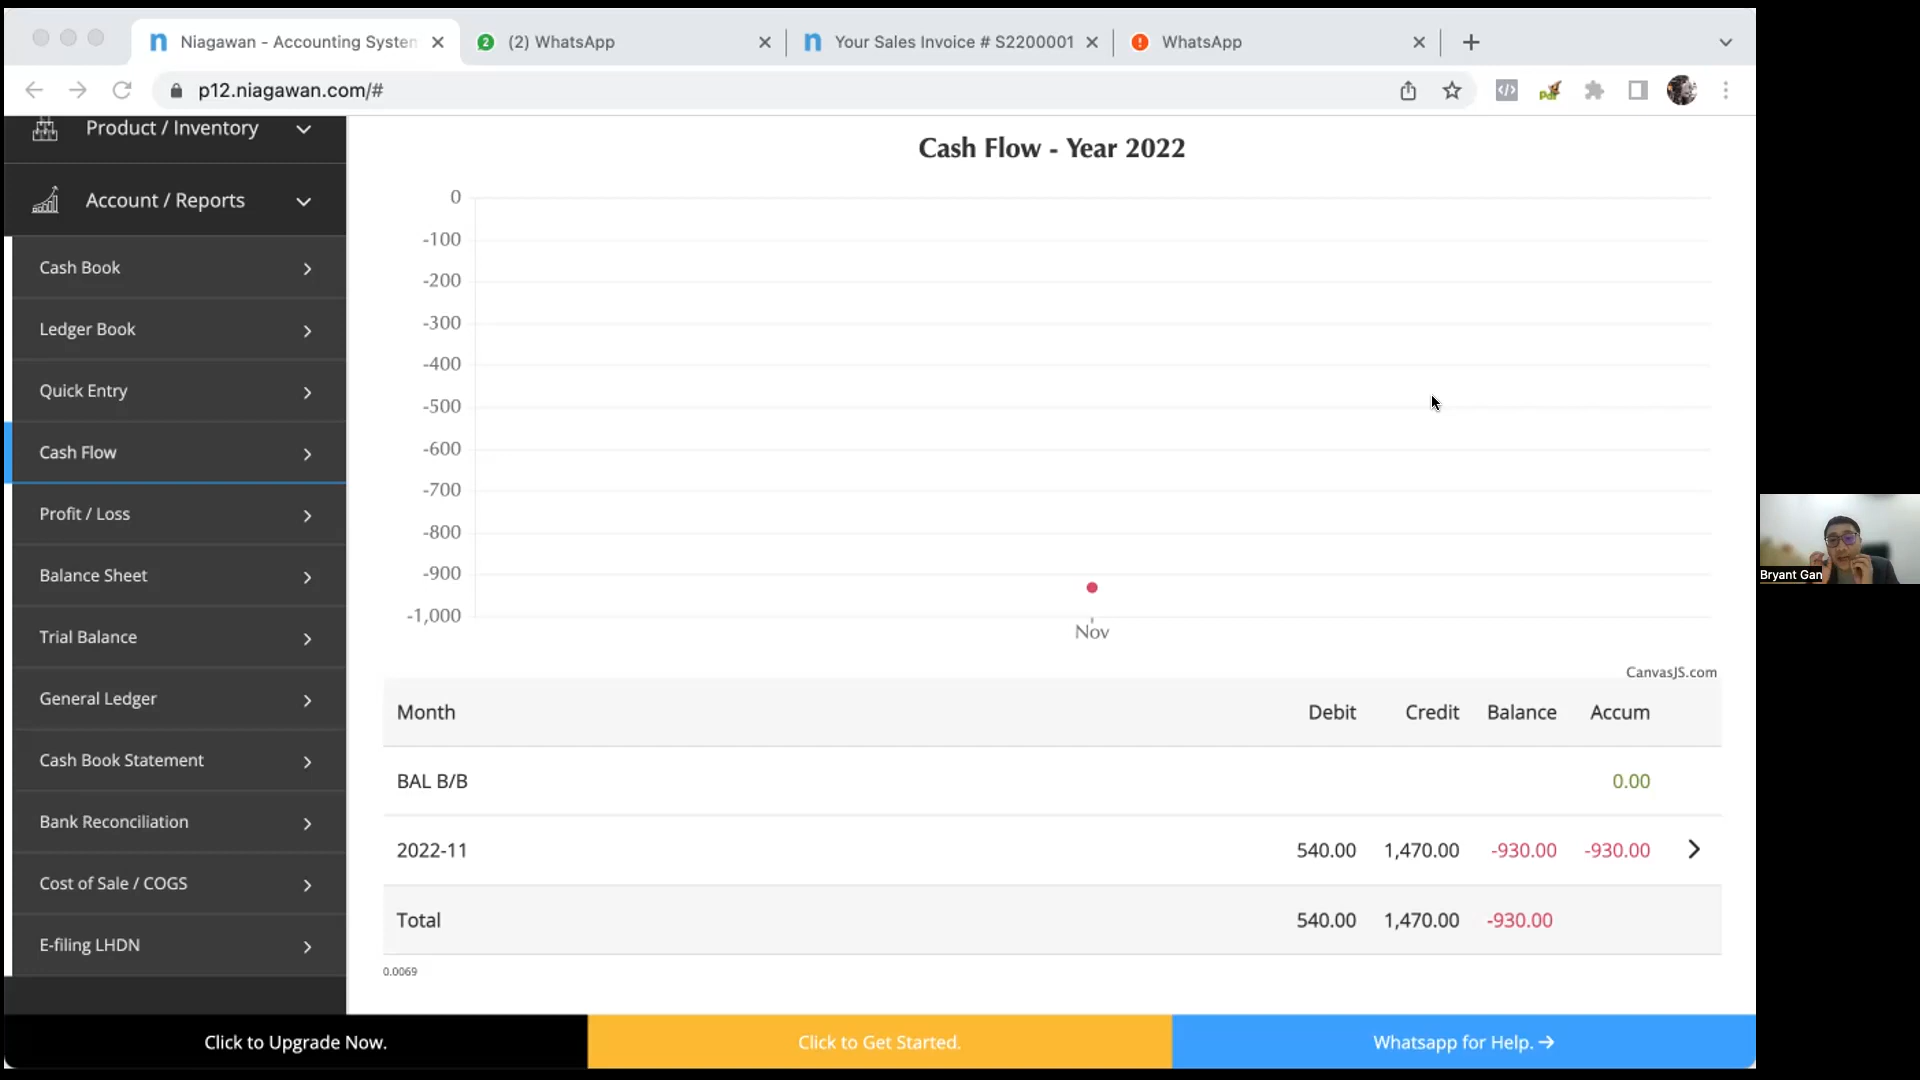 Niagawan - Accounting System
(2) WhatsApp
Your Sales Invoice # S2200001
WhatsApp
p12.niagawan.com/#
Product / Inventory
Account / Reports
Cash Book
Ledger Book
Quick Entry
Cash Flow
Profit / Loss
Balance Sheet
Trial Balance
General Ledger
Cash Book Statement
Bank Reconciliation
Cost of Sale / COGS
E-filing LHDN
Cash Flow - Year 2022
0
-100
-200
-300
-400
-500
-600
-700
-800
-900
-1,000
Nov
CanvasJS.com
Month Debit Credit Balance Accum
BAL B/B 0.00
2022-11 540.00 1,470.00 -930.00 -930.00
Total 540.00 1,470.00 -930.00
0.0069
Click to Upgrade Now.
Click to Get Started.
Whatsapp for Help. →
Bryant Gan